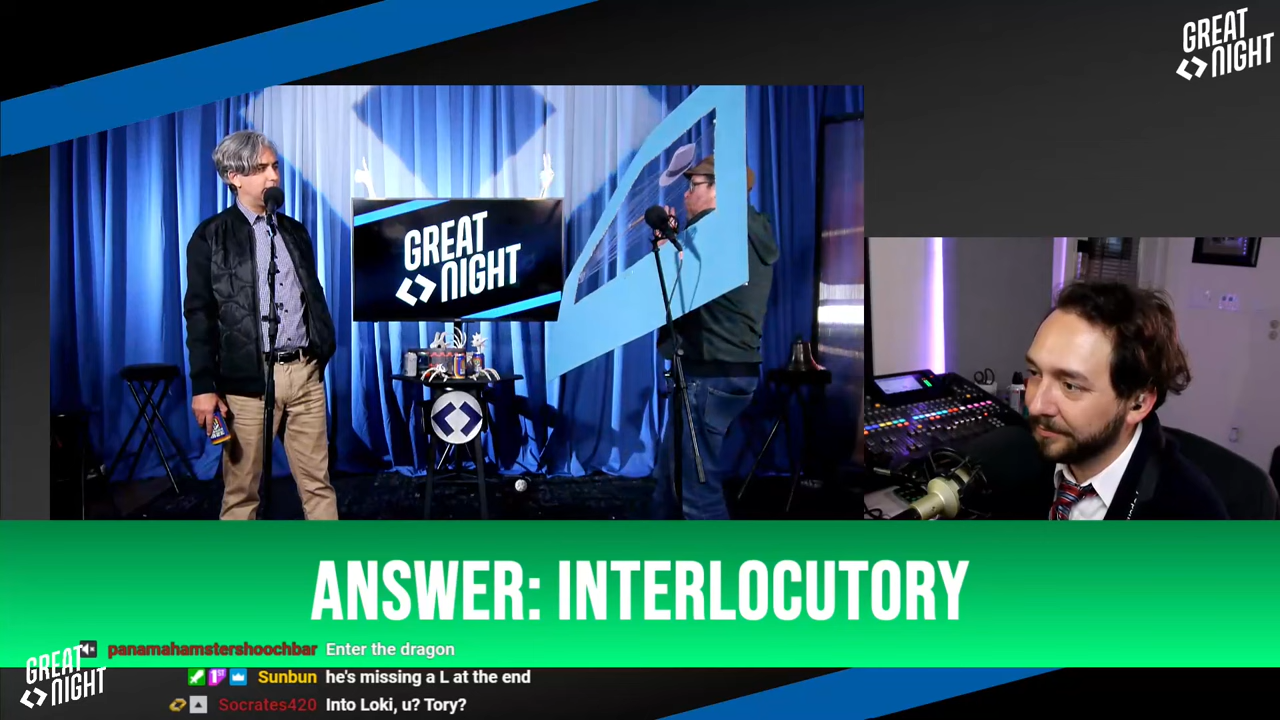 GREAT
NIGHT
GREAT
NIGHT
ANSWER: INTERLOCUTORY
panamahamstershoochbar Enter the dragon
1ST Sunbun he's missing a L at the end
Socrates420 Into Loki, u? Tory?
GREAT
NIGHT